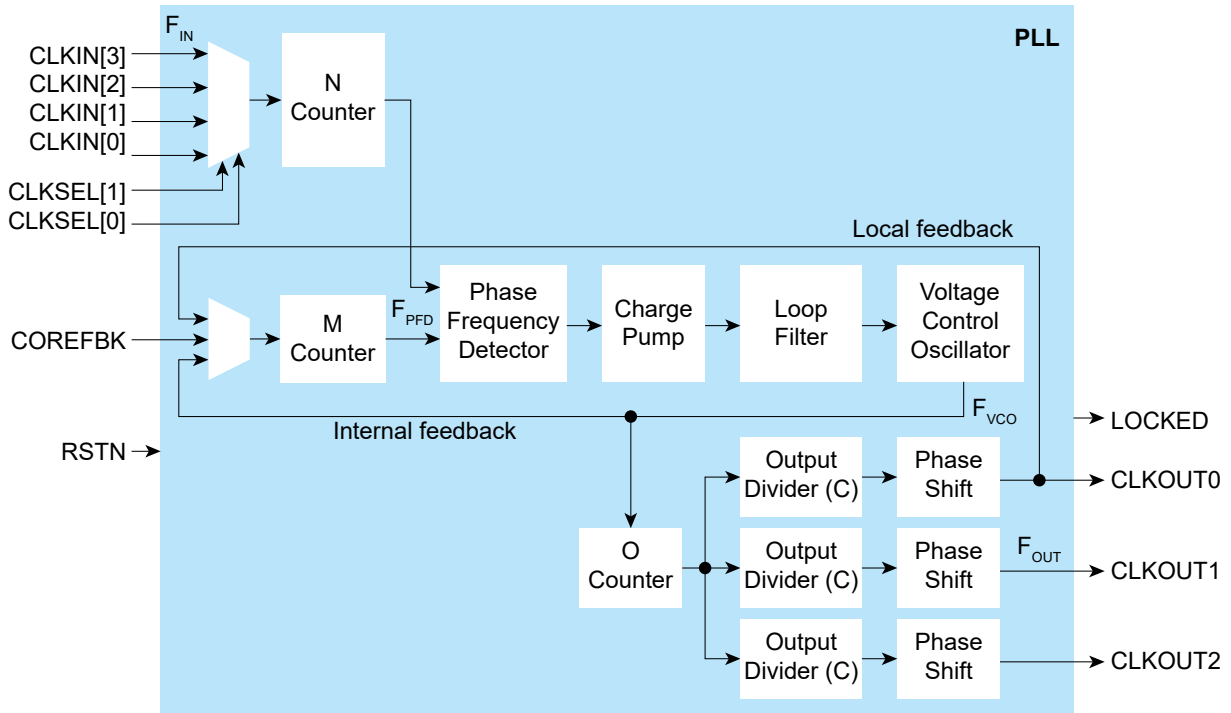 PLL
F_IN
CLKIN[3]
CLKIN[2]
CLKIN[1]
CLKIN[0]
CLKSEL[1]
CLKSEL[0]
N
Counter
Local feedback
COREFBK
M
Counter
F_PFD
Phase
Frequency
Detector
Charge
Pump
Loop
Filter
Voltage
Control
Oscillator
Internal feedback
F_VCO
RSTN
LOCKED
Output
Divider (C)
Phase
Shift
CLKOUT0
O
Counter
Output
Divider (C)
Phase
Shift
F_OUT
CLKOUT1
Output
Divider (C)
Phase
Shift
CLKOUT2